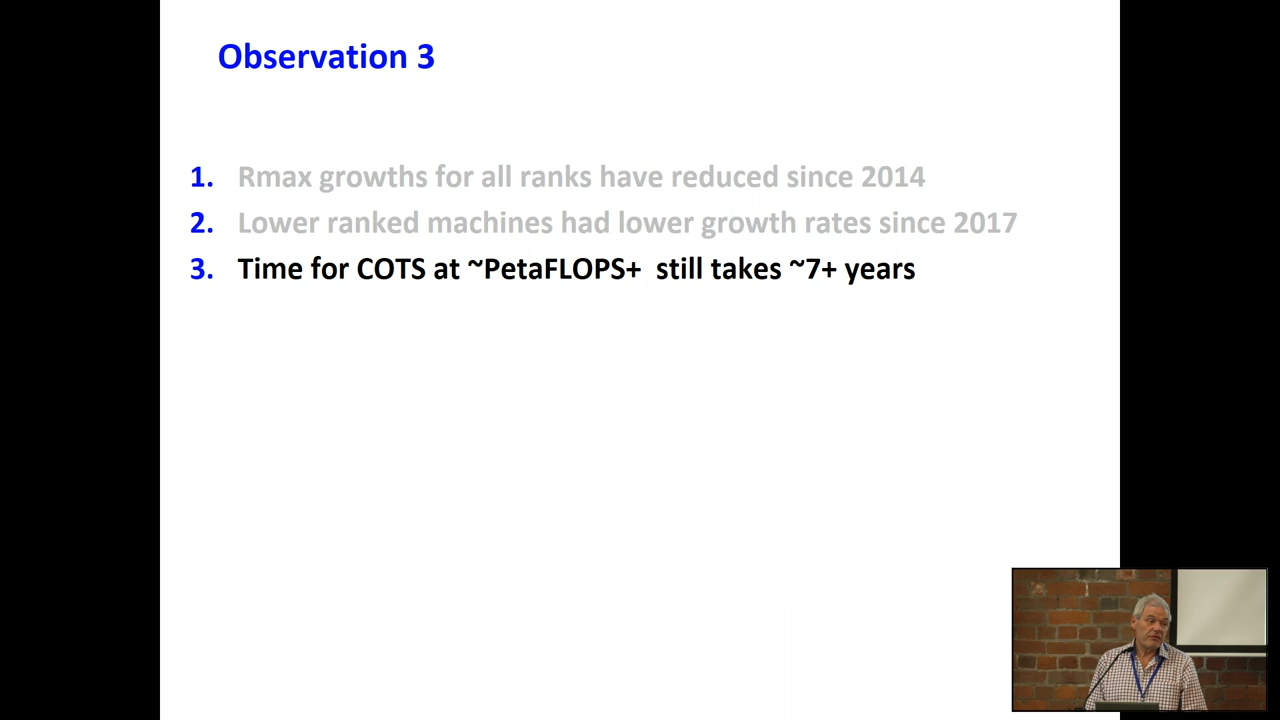 Observation 3
1. Rmax growths for all ranks have reduced since 2014
2. Lower ranked machines had lower growth rates since 2017
3. Time for COTS at ~PetaFLOPS+ still takes ~7+ years